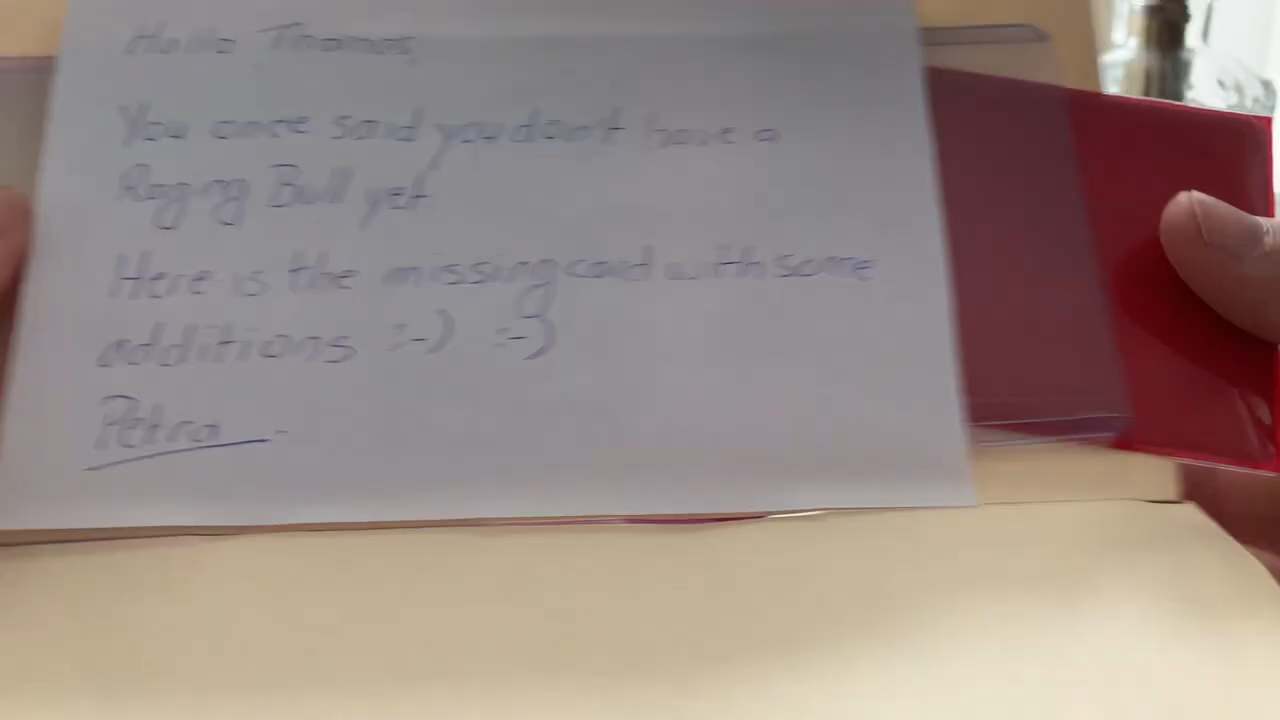 Hallo Thomas,
You once said you don't have a
Raging Bull yet.
Here is the missing card with some
additions :-) :-)
Petra